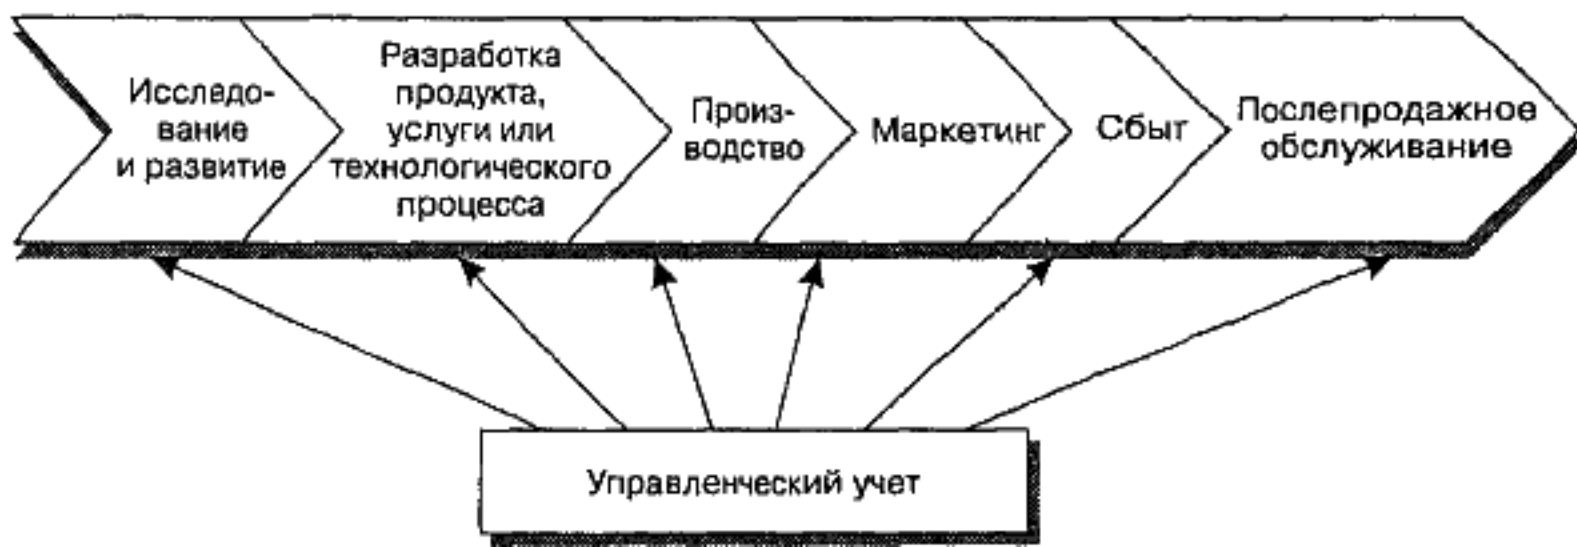 Исследо-
вание
и развитие
Разработка
продукта,
услуги или
технологического
процесса
Произ-
водство
Маркетинг
Сбыт
Послепродажное
обслуживание
Управленческий учет